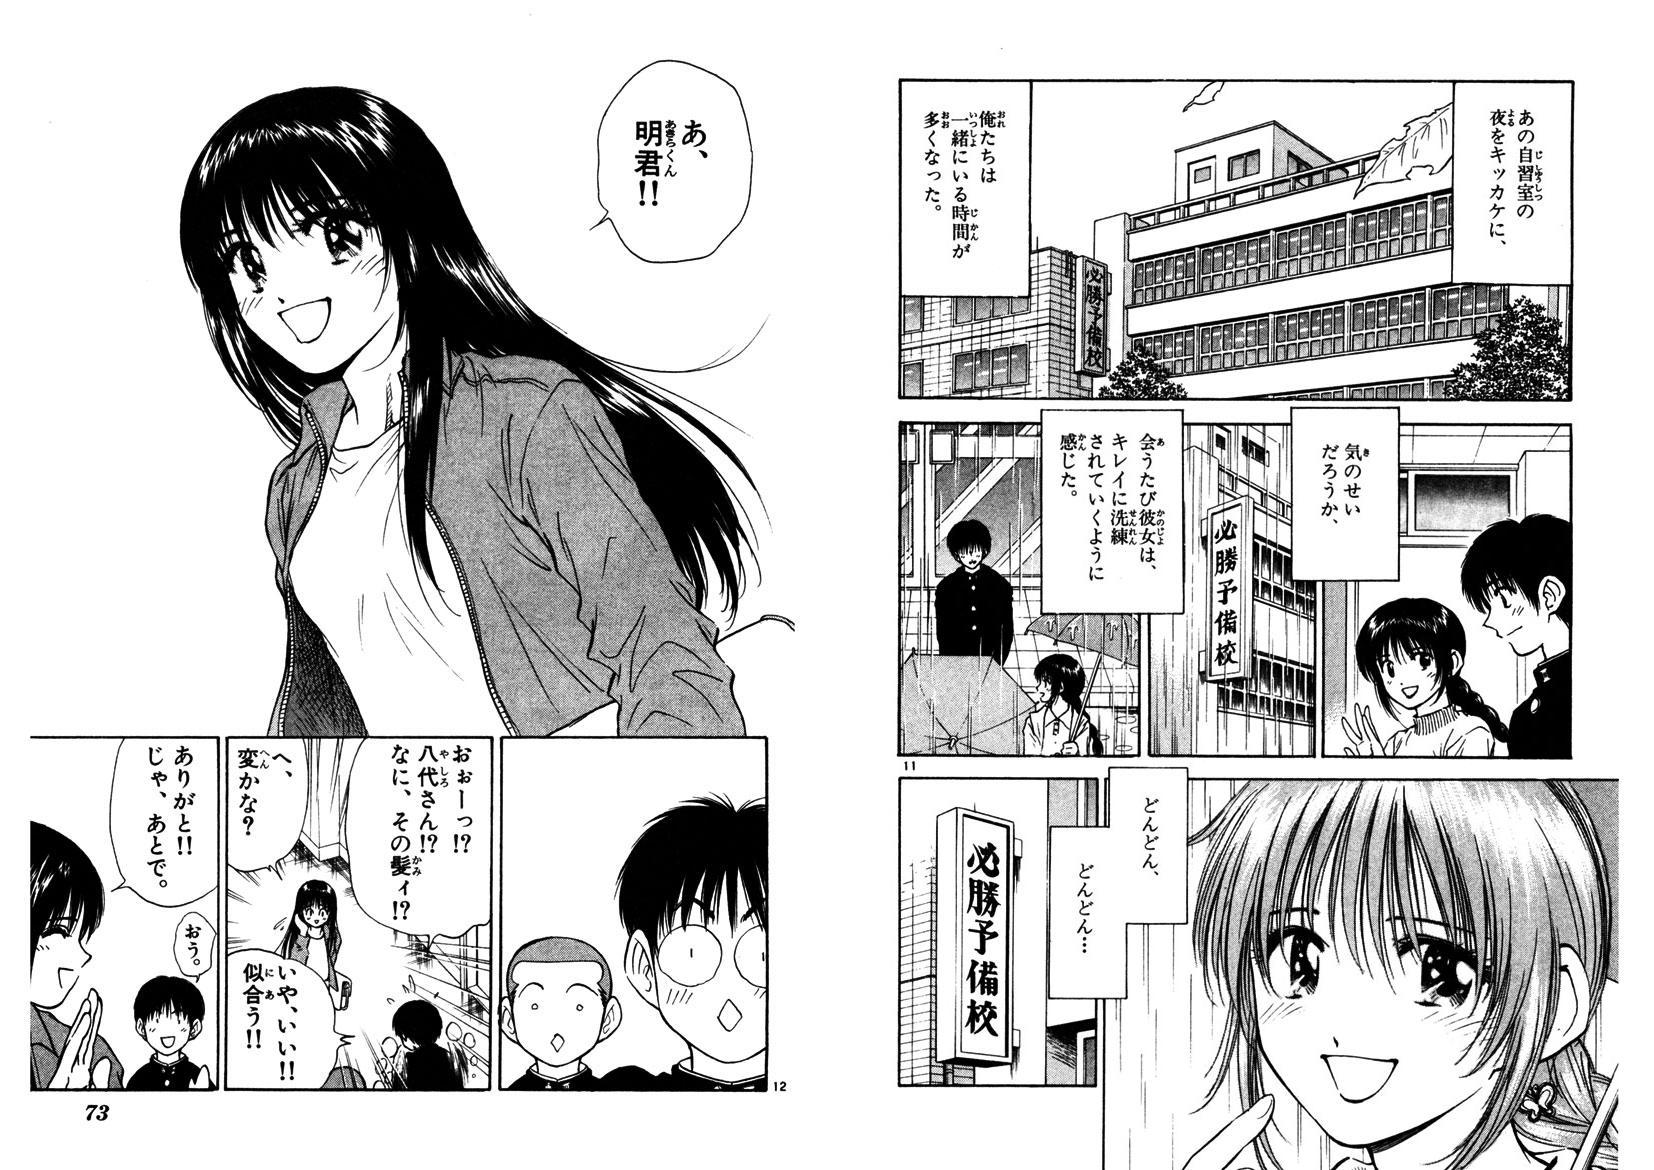 あの自習室の
夜をキッカケに、
俺たちは
一緒にいる時間が
多くなった。
必勝予備校
気のせい
だろうか、
必勝予備校
会うたび彼女は、
キレイに洗練
されていくように
感じた。
11
どんどん、
どんどん…
必勝予備校
あ、
明君!!
おぉーっ!?
八代さん!?
なに、その髪ィ!?
へ、
変かな?
いや、いい!!
似合う!!
ありがと!!
じゃ、あとで。
おう。
12
73